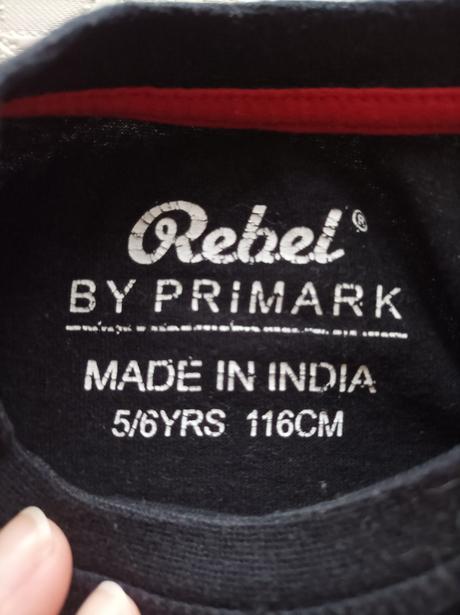 Rebel®
BY PRIMARK
MADE IN INDIA
5/6YRS 116CM